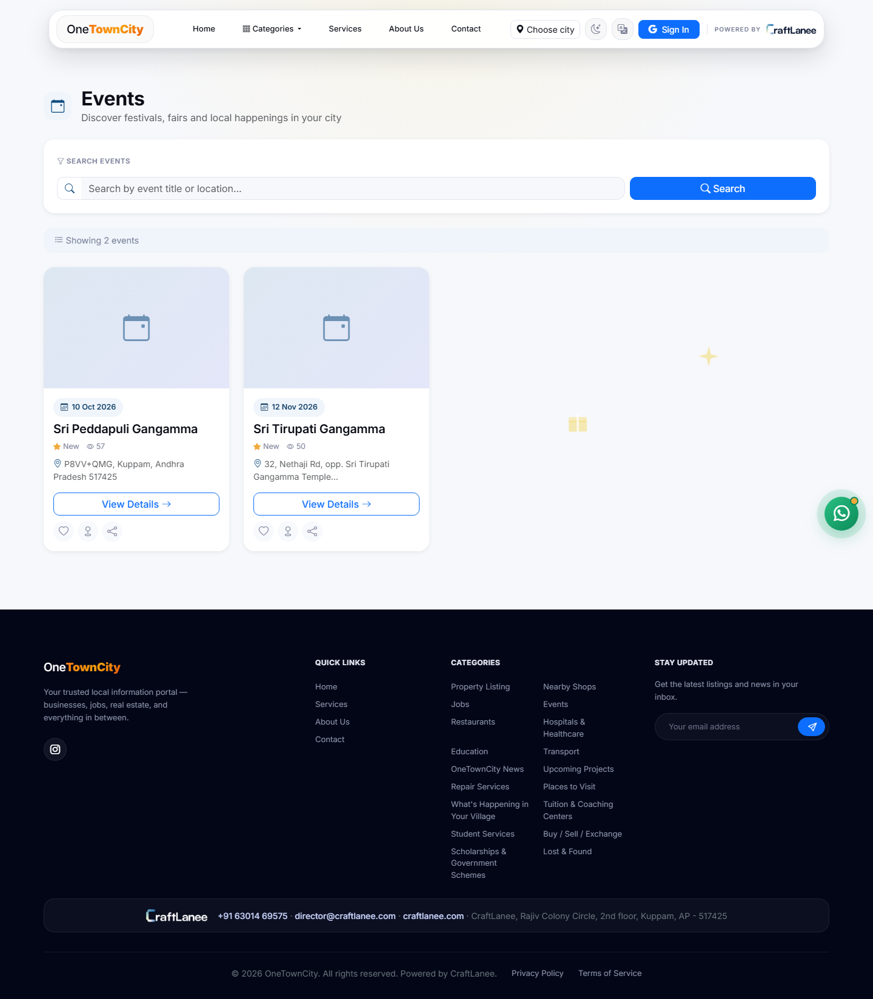 OneTownCity
Home
Categories
Services
About Us
Contact
Choose city
Sign In
POWERED BY
CraftLanee
Events
Discover festivals, fairs and local happenings in your city
SEARCH EVENTS
Search by event title or location...
Search
Showing 2 events
10 Oct 2026
Sri Peddapuli Gangamma
New 57
P8VV+QMG, Kuppam, Andhra
Pradesh 517425
View Details
12 Nov 2026
Sri Tirupati Gangamma
New 50
32, Nethaji Rd, opp. Sri Tirupati
Gangamma Temple...
View Details
OneTownCity
Your trusted local information portal —
businesses, jobs, real estate, and
everything in between.
QUICK LINKS
Home
Services
About Us
Contact
CATEGORIES
Property Listing
Nearby Shops
Jobs
Events
Restaurants
Hospitals &
Healthcare
Education
Transport
OneTownCity News
Upcoming Projects
Repair Services
Places to Visit
What's Happening in
Your Village
Tuition & Coaching
Centers
Student Services
Buy / Sell / Exchange
Scholarships &
Government
Schemes
Lost & Found
STAY UPDATED
Get the latest listings and news in your
inbox.
Your email address
CraftLanee +91 63014 69575 · director@craftlanee.com · craftlanee.com · CraftLanee, Rajiv Colony Circle, 2nd floor, Kuppam, AP - 517425
© 2026 OneTownCity. All rights reserved. Powered by CraftLanee. Privacy Policy Terms of Service